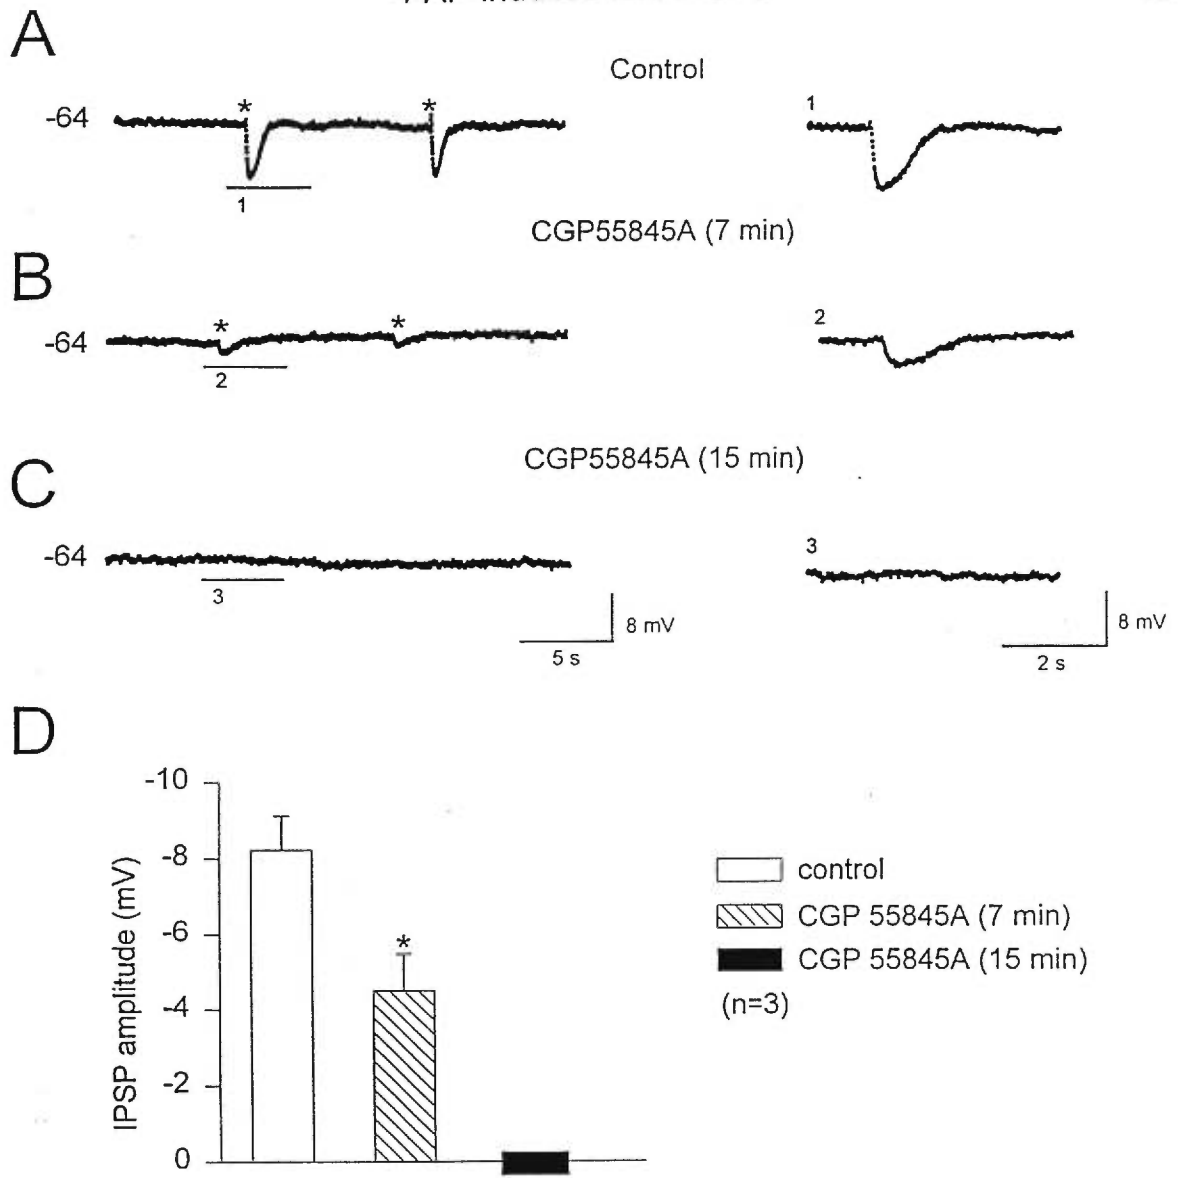 A
Control
-64 * * 1
1
CGP55845A (7 min)
B
-64 * * 2
2
CGP55845A (15 min)
C
-64 3
3
8 mV 8 mV
5 s 2 s
D
-10
-8
-6
-4
-2
0
IPSP amplitude (mV)
*
control
CGP 55845A (7 min)
CGP 55845A (15 min)
(n=3)